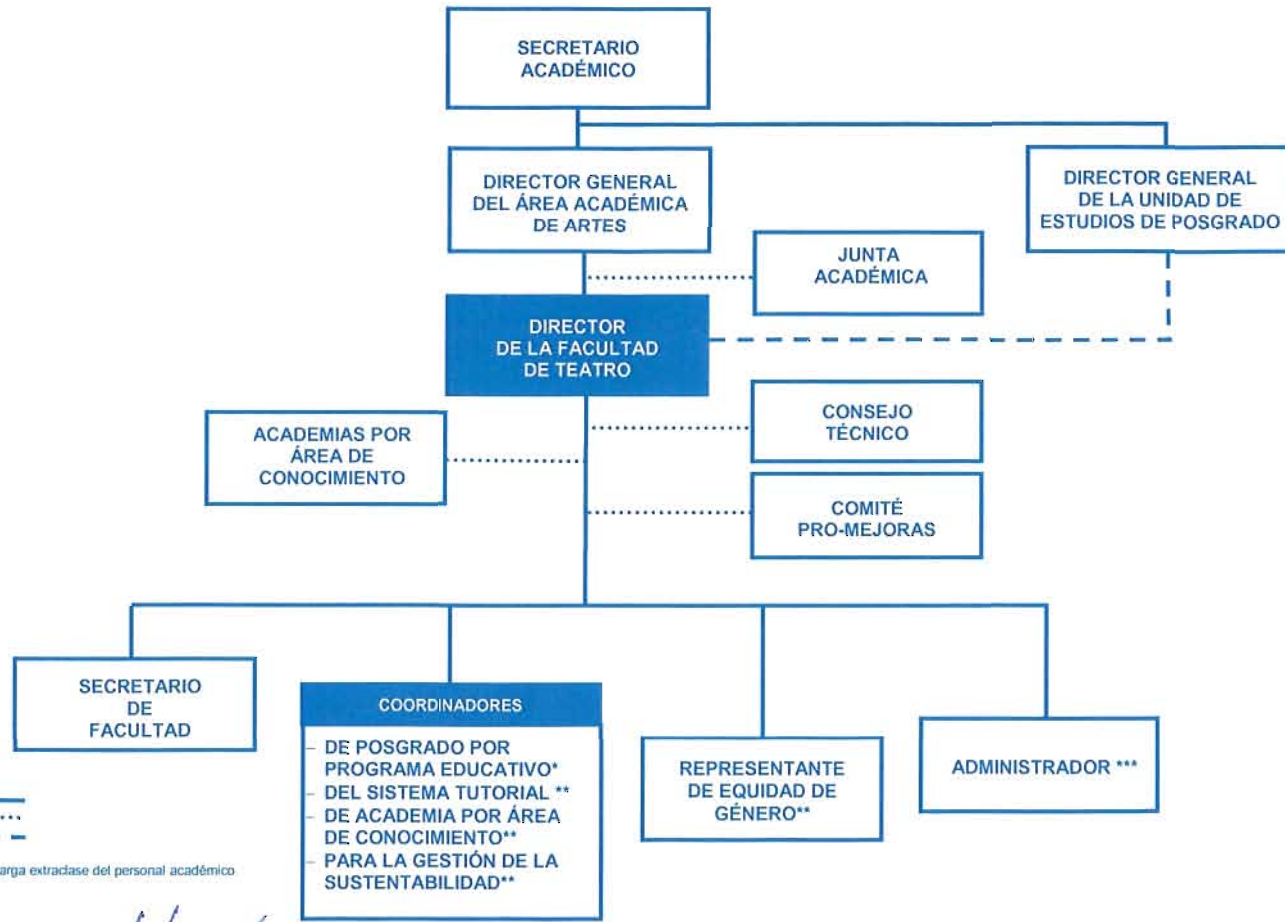 SECRETARIO
ACADÉMICO
DIRECTOR GENERAL
DEL ÁREA ACADÉMICA
DE ARTES
DIRECTOR GENERAL
DE LA UNIDAD DE
ESTUDIOS DE POSGRADO
JUNTA
ACADÉMICA
DIRECTOR
DE LA FACULTAD
DE TEATRO
ACADEMIAS POR
ÁREA DE
CONOCIMIENTO
CONSEJO
TÉCNICO
COMITÉ
PRO-MEJORAS
SECRETARIO
DE
FACULTAD
COORDINADORES
– DE POSGRADO POR
PROGRAMA EDUCATIVO*
– DEL SISTEMA TUTORIAL **
– DE ACADEMIA POR ÁREA
DE CONOCIMIENTO**
– PARA LA GESTIÓN DE LA
SUSTENTABILIDAD**
REPRESENTANTE
DE EQUIDAD DE
GÉNERO**
ADMINISTRADOR ***
extraclase del personal académico